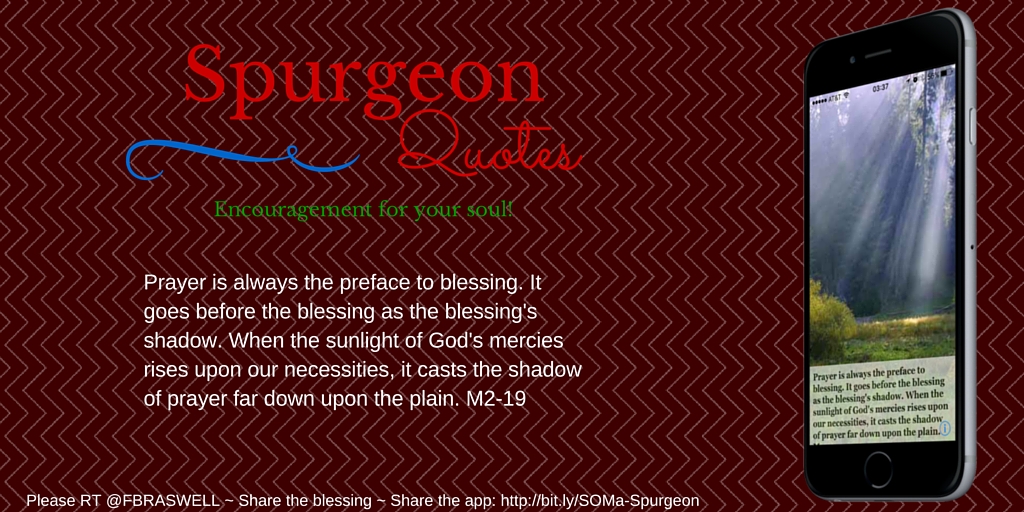 Spurgeon
Quotes
Encouragement for your soul!
Prayer is always the preface to blessing. It
goes before the blessing as the blessing's
shadow. When the sunlight of God's mercies
rises upon our necessities, it casts the shadow
of prayer far down upon the plain. M2-19
Please RT @FBRASWELL ~ Share the blessing ~ Share the app: http://bit.ly/SOMa-Spurgeon
AT&T 03:37
Prayer is always the preface to
blessing. It goes before the blessing
as the blessing's shadow. When the
sunlight of God's mercies rises upon
our necessities, it casts the shadow
of prayer far down upon the plain.